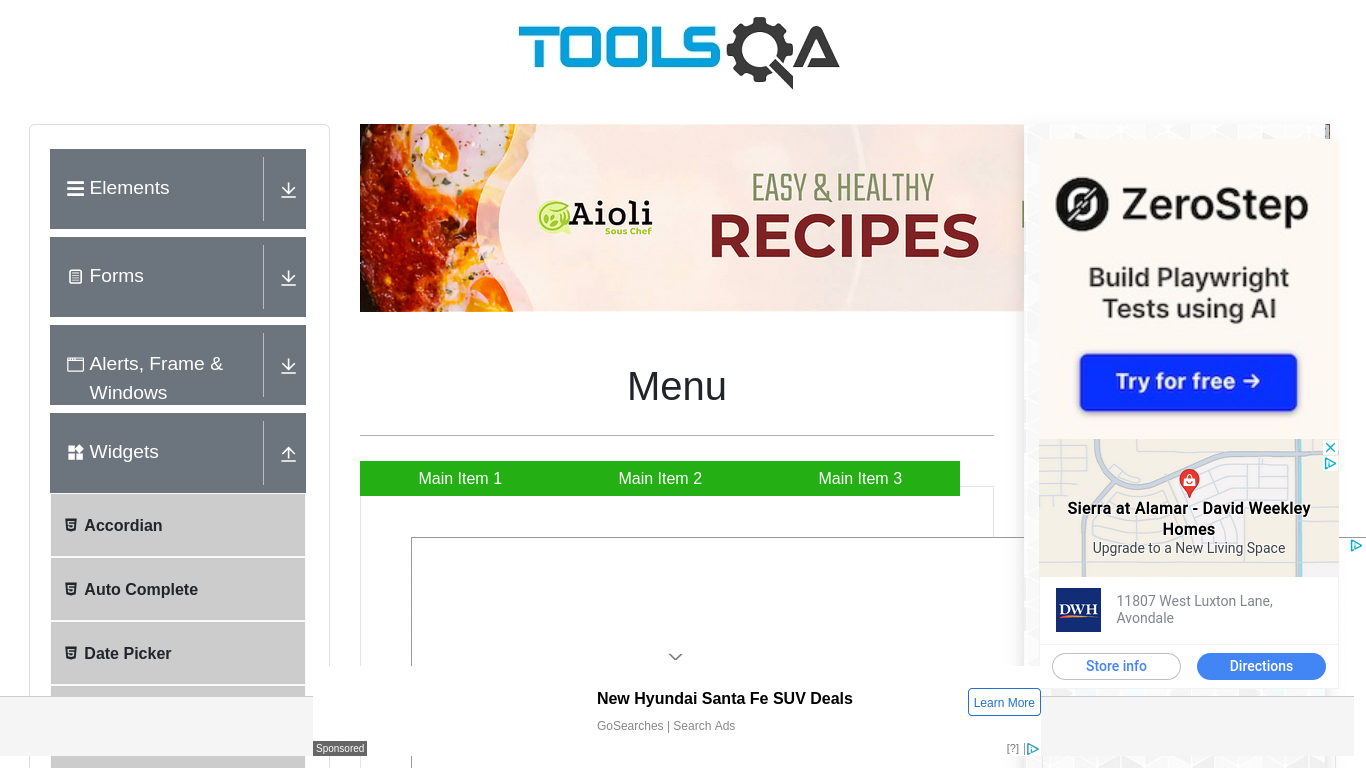 TOOLSQA
Elements
Forms
Alerts, Frame &
Windows
Widgets
Accordian
Auto Complete
Date Picker
Aioli
Sous Chef
EASY & HEALTHY
RECIPES
Menu
Main Item 1
Main Item 2
Main Item 3
ZeroStep
Build Playwright
Tests using AI
Try for free →
Sierra at Alamar - David Weekley
Homes
Upgrade to a New Living Space
DWH
11807 West Luxton Lane,
Avondale
Store info
Directions
New Hyundai Santa Fe SUV Deals
GoSearches | Search Ads
Learn More
Sponsored
[?]